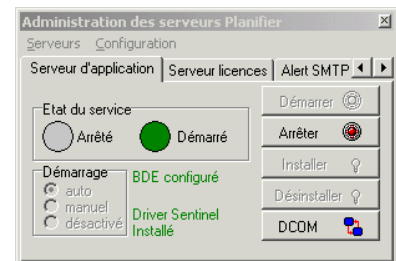 Administration des serveurs Planifier
Serveurs Configuration
Serveur d'application Serveur licences Alert SMTP
Etat du service
Arrêté Démarré
Démarrer
Arrêter
Installer
Désinstaller
DCOM
Démarrage
auto
manuel
désactivé
BDE configuré
Driver Sentinel
Installé